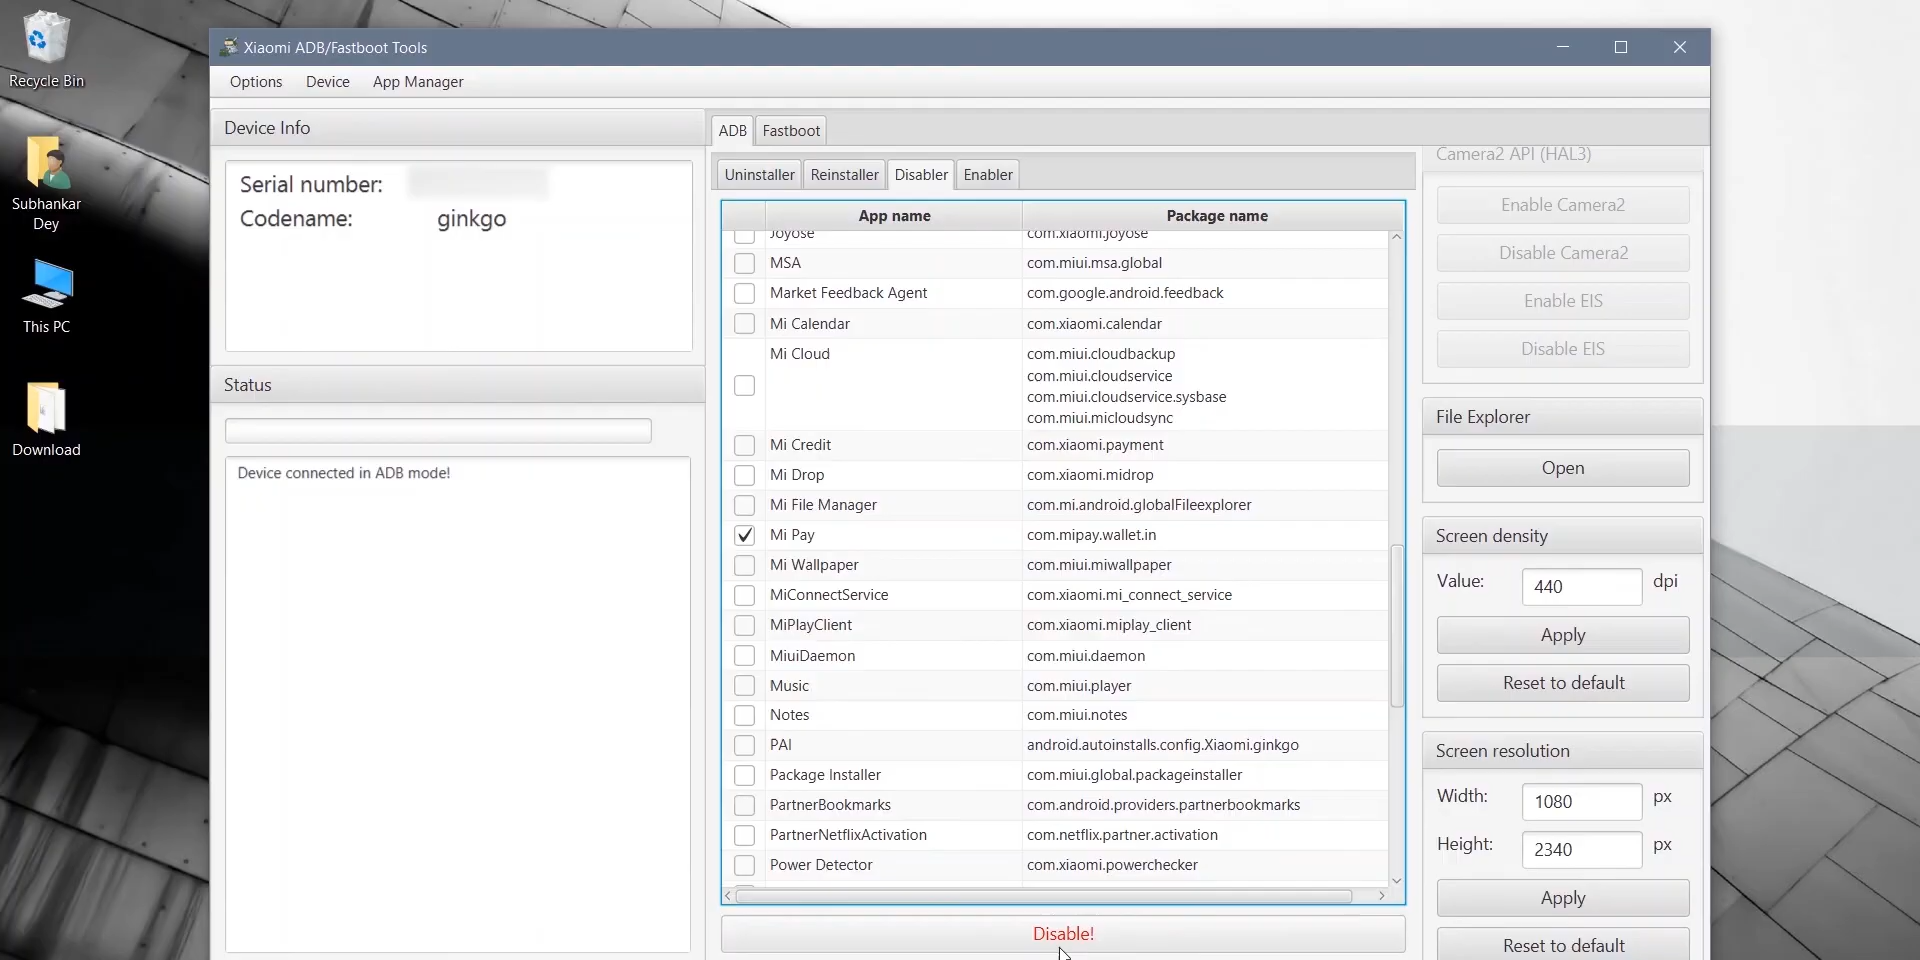 Recycle Bin
Subhankar
Dey
This PC
Download
Xiaomi ADB/Fastboot Tools
Options Device App Manager
Device Info
Serial number:
Codename: ginkgo
Status
Device connected in ADB mode!
ADB Fastboot
Uninstaller Reinstaller Disabler Enabler
App name Package name
Joyose com.xiaomi.joyose
MSA com.miui.msa.global
Market Feedback Agent com.google.android.feedback
Mi Calendar com.xiaomi.calendar
Mi Cloud com.miui.cloudbackup
com.miui.cloudservice
com.miui.cloudservice.sysbase
com.miui.micloudsync
Mi Credit com.xiaomi.payment
Mi Drop com.xiaomi.midrop
Mi File Manager com.mi.android.globalFileexplorer
Mi Pay com.mipay.wallet.in
Mi Wallpaper com.miui.miwallpaper
MiConnectService com.xiaomi.mi_connect_service
MiPlayClient com.xiaomi.miplay_client
MiuiDaemon com.miui.daemon
Music com.miui.player
Notes com.miui.notes
PAI android.autoinstalls.config.Xiaomi.ginkgo
Package Installer com.miui.global.packageinstaller
PartnerBookmarks com.android.providers.partnerbookmarks
PartnerNetflixActivation com.netflix.partner.activation
Power Detector com.xiaomi.powerchecker
Disable!
Camera2 API (HAL3)
Enable Camera2
Disable Camera2
Enable EIS
Disable EIS
File Explorer
Open
Screen density
Value: 440 dpi
Apply
Reset to default
Screen resolution
Width: 1080 px
Height: 2340 px
Apply
Reset to default